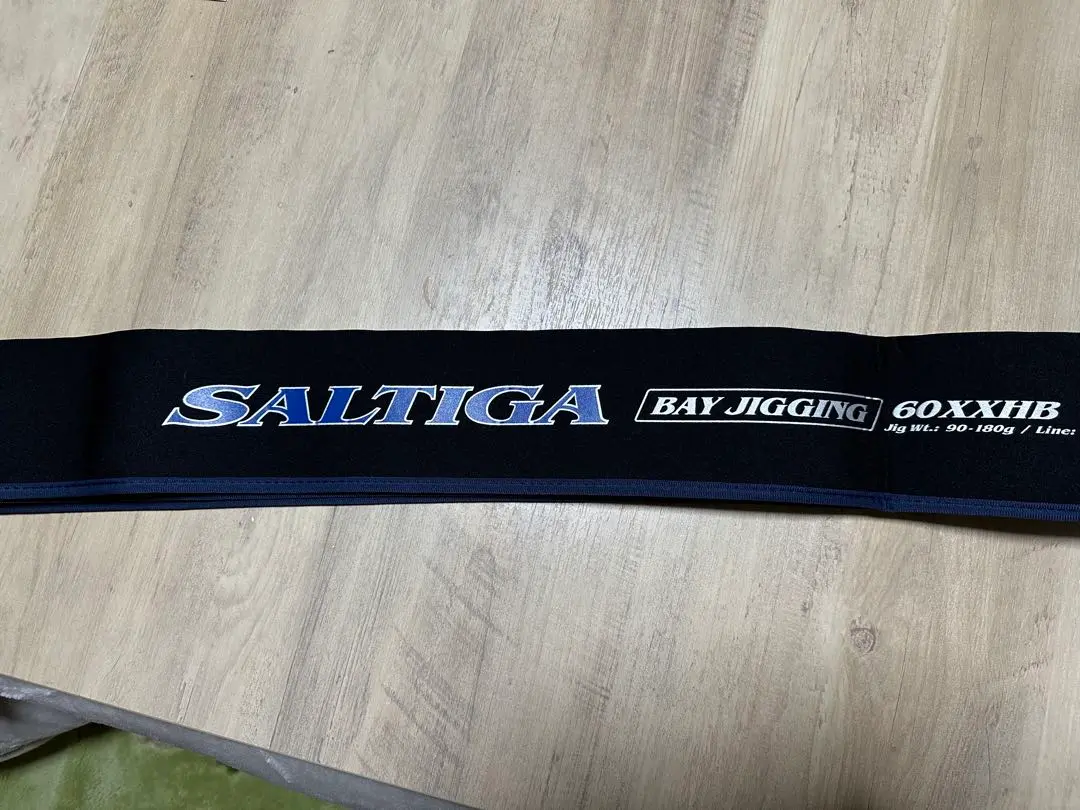 SALTIGA BAY JIGGING 60XXHB
Jig Wt.: 90-180g / Line: